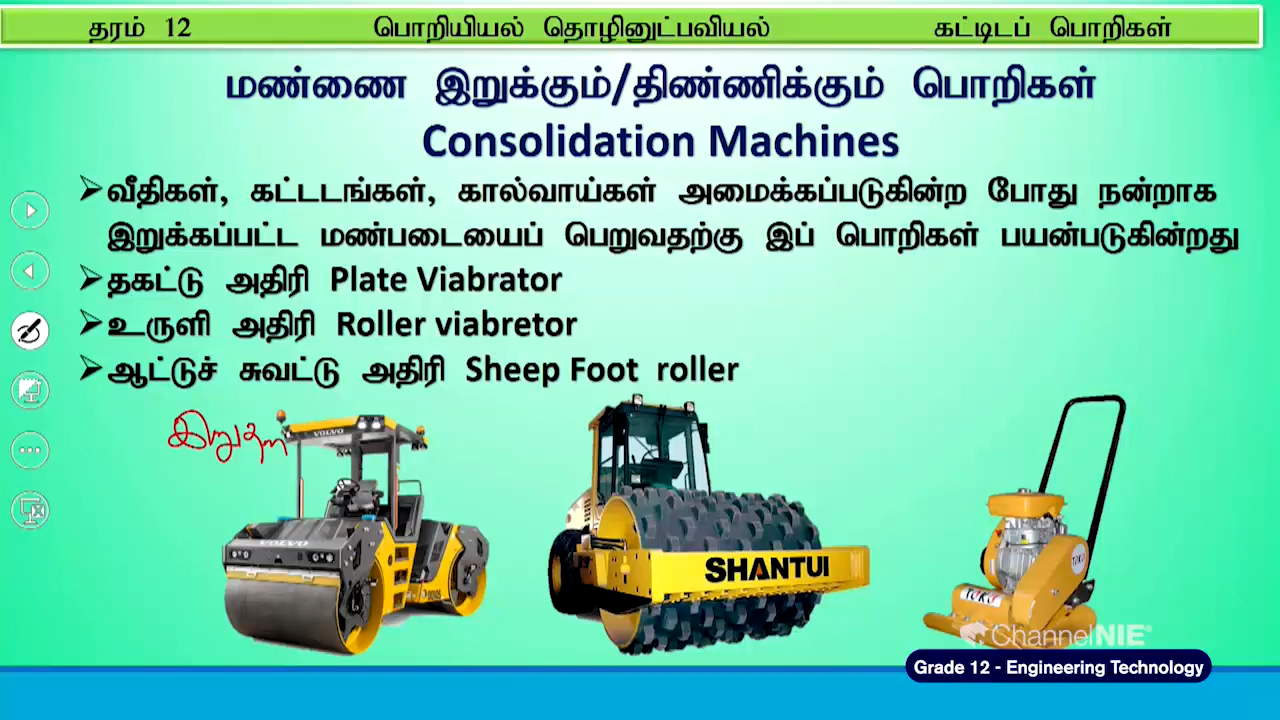 தரம் 12 பொறியியல் தொழினுட்பவியல் கட்டிடப் பொறிகள்
மண்ணை இறுக்கும்/திண்ணிக்கும் பொறிகள்
Consolidation Machines
➢வீதிகள், கட்டடங்கள், கால்வாய்கள் அமைக்கப்படுகின்ற போது நன்றாக
இறுக்கப்பட்ட மண்படையைப் பெறுவதற்கு இப் பொறிகள் பயன்படுகின்றது
➢தகட்டு அதிரி Plate Viabrator
➢உருளி அதிரி Roller viabretor
➢ஆட்டுச் சுவட்டு அதிரி Sheep Foot roller
VOLVO
VOLVO
SHANTUI
ChannelNIE
Grade 12 - Engineering Technology